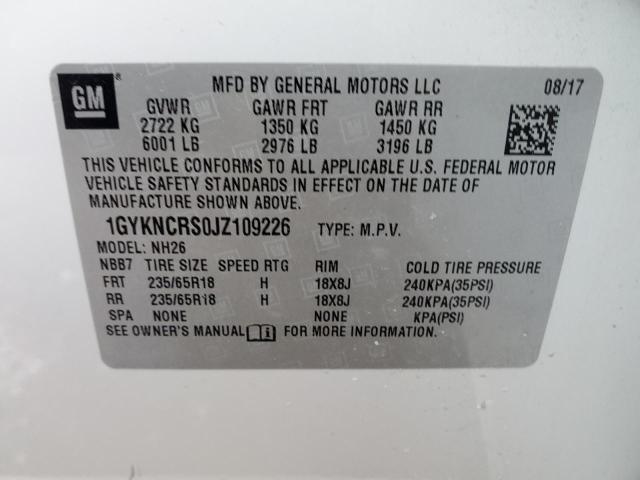 GM
MFD BY GENERAL MOTORS LLC 08/17
GVWR GAWR FRT GAWR RR
2722 KG 1350 KG 1450 KG
6001 LB 2976 LB 3196 LB
THIS VEHICLE CONFORMS TO ALL APPLICABLE U.S. FEDERAL MOTOR
VEHICLE SAFETY STANDARDS IN EFFECT ON THE DATE OF
MANUFACTURE SHOWN ABOVE.
1GYKNCRS0JZ109226 TYPE: M.P.V.
MODEL: NH26
NBB7 TIRE SIZE SPEED RTG RIM COLD TIRE PRESSURE
FRT 235/65R18 H 18X8J 240KPA(35PSI)
RR 235/65R18 H 18X8J 240KPA(35PSI)
SPA NONE NONE KPA(PSI)
SEE OWNER'S MANUAL FOR MORE INFORMATION.